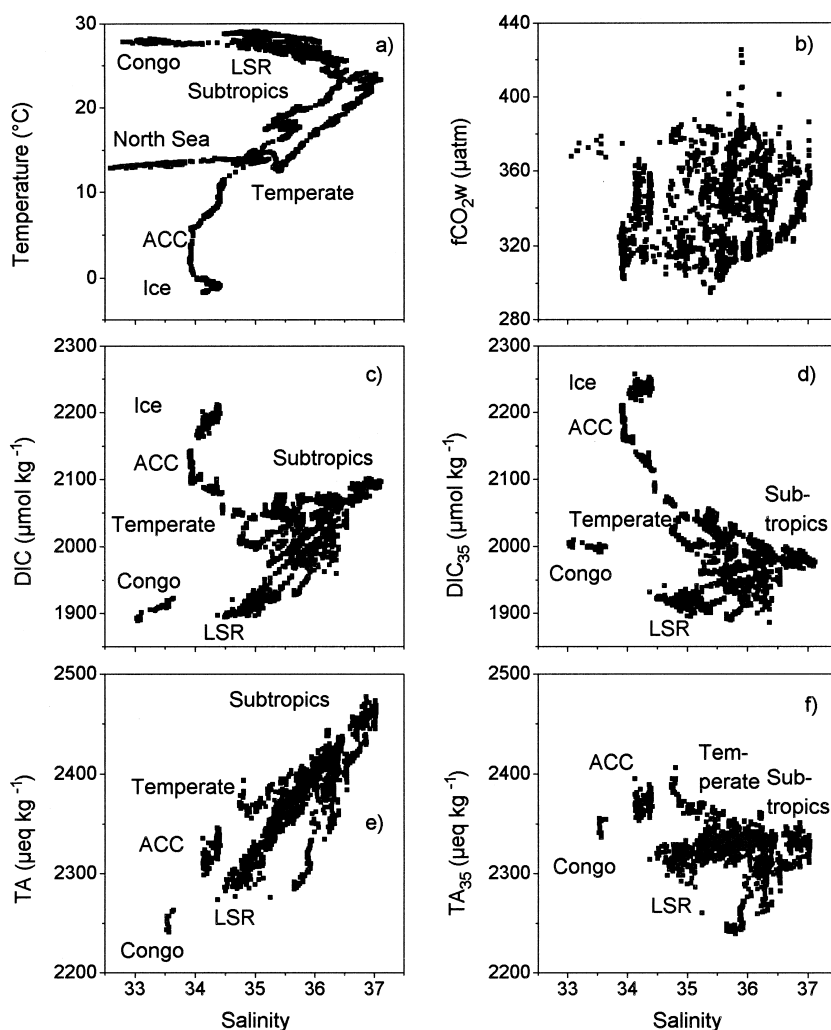 30
20
10
0
Temperature (°C)
a)
Congo
LSR
Subtropics
North Sea
Temperate
ACC
Ice
440
400
360
320
280
fCO₂w (µatm)
b)
2300
2200
2100
2000
1900
DIC (µmol kg⁻¹)
c)
Ice
ACC
Subtropics
Temperate
Congo
LSR
2300
2200
2100
2000
1900
DIC₃₅ (µmol kg⁻¹)
d)
Ice
ACC
Sub-
tropics
Temperate
Congo
LSR
2500
2400
2300
2200
TA (µeq kg⁻¹)
Subtropics
Temperate
ACC
e)
LSR
Congo
33 34 35 36 37
Salinity
2500
2400
2300
2200
TA₃₅ (µeq kg⁻¹)
f)
ACC
Tem-
perate
Sub-
tropics
Congo
LSR
33 34 35 36 37
Salinity